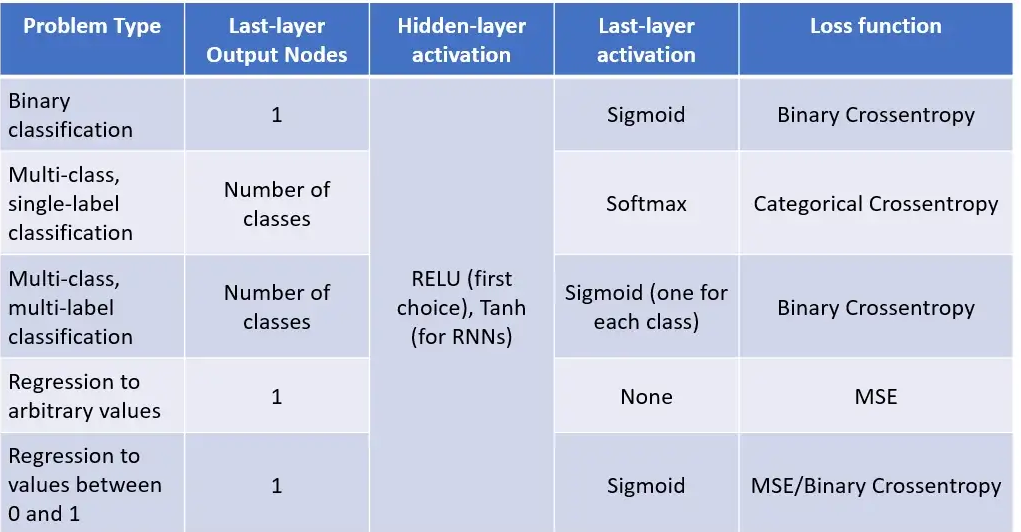 Problem Type
Last-layer
Output Nodes
Hidden-layer
activation
Last-layer
activation
Loss function
Binary
classification
1
Sigmoid
Binary Crossentropy
Multi-class,
single-label
classification
Number of
classes
Softmax
Categorical Crossentropy
Multi-class,
multi-label
classification
Number of
classes
RELU (first
choice), Tanh
(for RNNs)
Sigmoid (one for
each class)
Binary Crossentropy
Regression to
arbitrary values
1
None
MSE
Regression to
values between
0 and 1
1
Sigmoid
MSE/Binary Crossentropy